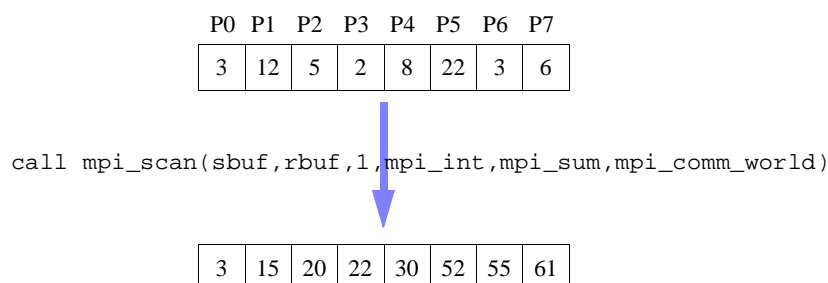 P0 P1 P2 P3 P4 P5 P6 P7
3 12 5 2 8 22 3 6
call mpi_scan(sbuf,rbuf,1,mpi_int,mpi_sum,mpi_comm_world)
3 15 20 22 30 52 55 61